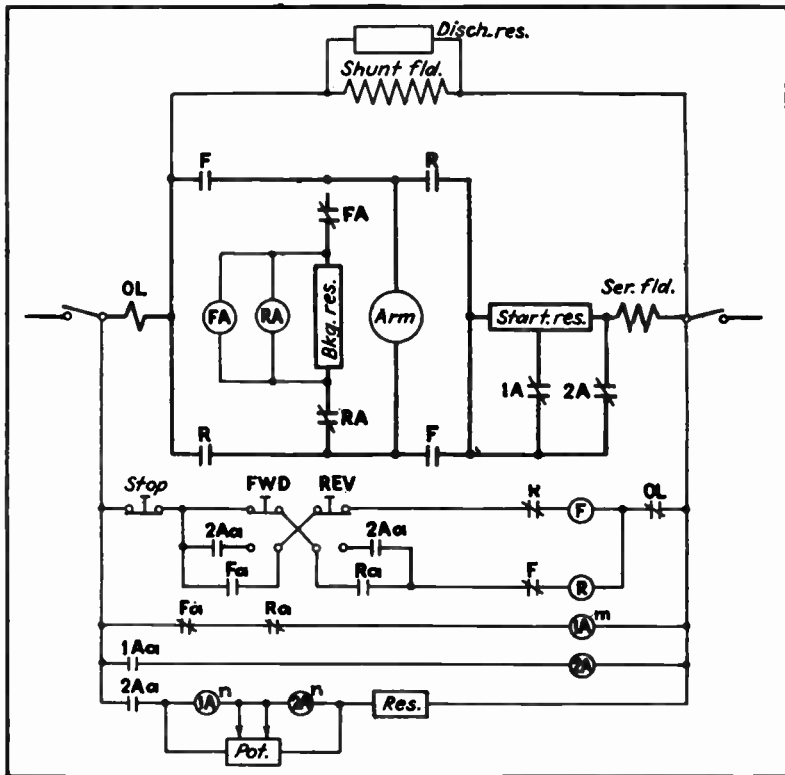 Disch. res.
Shunt fld.
F
R
FA
OL
FA
RA
Bkg. res.
Arm
Ser. fld.
Start. res.
1A
2A
RA
R
F
Stop
FWD
REV
F
OL
2Aa
2Aa
Fa
Ra
F
R
Fa
Ra
1A m
1Aa
2A
2Aa
1A n
2A n
Res.
Pot.